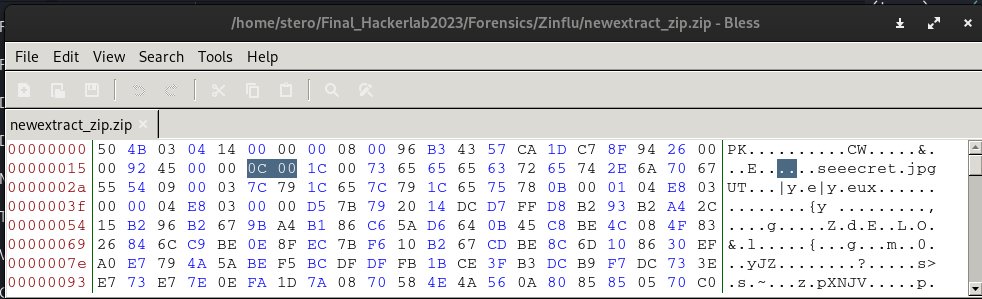 /home/stero/Final_Hackerlab2023/Forensics/Zinflu/newextract_zip.zip - Bless
File Edit View Search Tools Help
newextract_zip.zip ×
00000000 50 4B 03 04 14 00 00 00 08 00 96 B3 43 57 CA 1D C7 8F 94 26 00 PK..........CW.....&.
00000015 00 92 45 00 00 00 0C 00 1C 00 73 65 65 65 63 72 65 74 2E 6A 70 67 ..E.....seeecret.jpg
0000002a 55 54 09 00 03 7C 79 1C 65 7C 79 1C 65 75 78 0B 00 01 04 E8 03 UT...|y.e|y.eux......
0000003f 00 00 04 E8 03 00 00 D5 7B 79 20 14 DC D7 FF D8 B2 93 B2 A4 2C ........{y .........,
00000054 15 B2 96 B2 67 9B A4 B1 86 C6 5A D6 64 0B 45 C8 BE 4C 08 4F 83 ....g.....Z.d.E..L.O.
00000069 26 84 6C C9 BE 0E 8F EC 7B F6 10 B2 67 CD BE 8C 6D 10 86 30 EF &.l.....{...g...m..0.
0000007e A0 E7 79 4A 5A BE F5 BC DF DF FB 1B CE 3F B3 DC B9 F7 DC 73 3E ..yJZ........?.....s>
00000093 E7 73 E7 7E 0E FA 1D 7A 08 70 58 4E 4A 56 0A 80 85 85 05 70 C0 .s.~...z.pXNJV.....p.